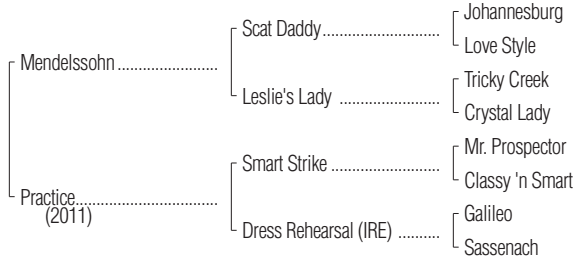 Johannesburg
Scat Daddy
Love Style
Mendelssohn
Tricky Creek
Leslie's Lady
Crystal Lady
Mr. Prospector
Smart Strike
Classy 'n Smart
Practice
(2011)
Galileo
Dress Rehearsal (IRE)
Sassenach